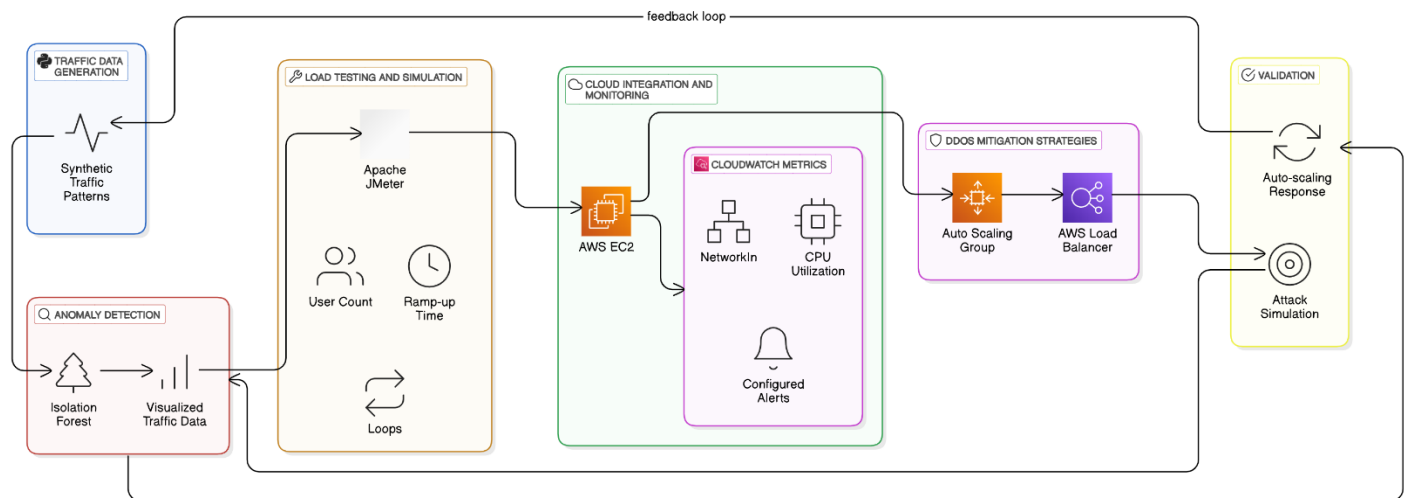 feedback loop
TRAFFIC DATA
GENERATION
Synthetic
Traffic
Patterns
ANOMALY DETECTION
Isolation
Forest
Visualized
Traffic Data
LOAD TESTING AND SIMULATION
Apache
JMeter
User Count
Ramp-up
Time
Loops
CLOUD INTEGRATION AND
MONITORING
AWS EC2
CLOUDWATCH METRICS
NetworkIn
CPU
Utilization
Configured
Alerts
DDOS MITIGATION STRATEGIES
Auto Scaling
Group
AWS Load
Balancer
VALIDATION
Auto-scaling
Response
Attack
Simulation